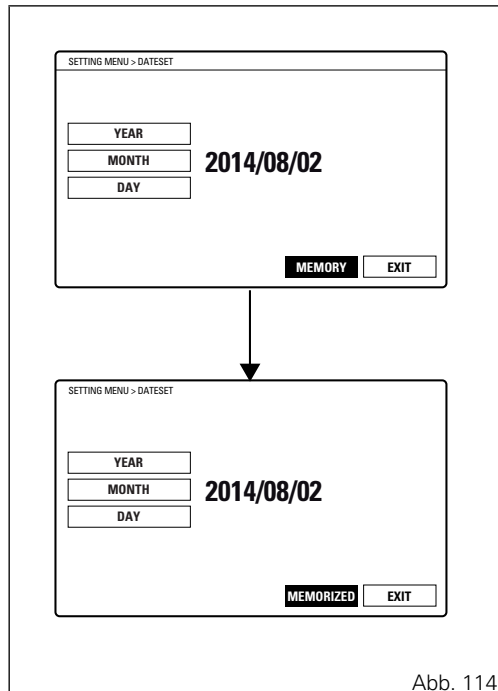 SETTING MENU > DATESET
YEAR
MONTH 2014/08/02
DAY
MEMORY EXIT
SETTING MENU > DATESET
YEAR
MONTH 2014/08/02
DAY
MEMORIZED EXIT
Abb. 114